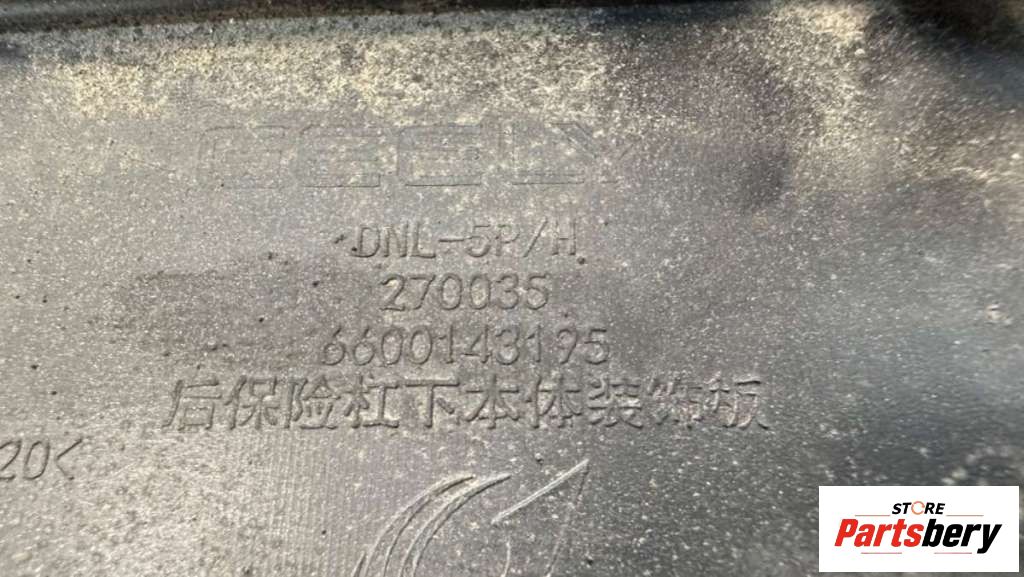 GEELY
DNL-5P/H
270035
6600143195
后保险杠下本体装饰板
20<
STORE
Partsbery